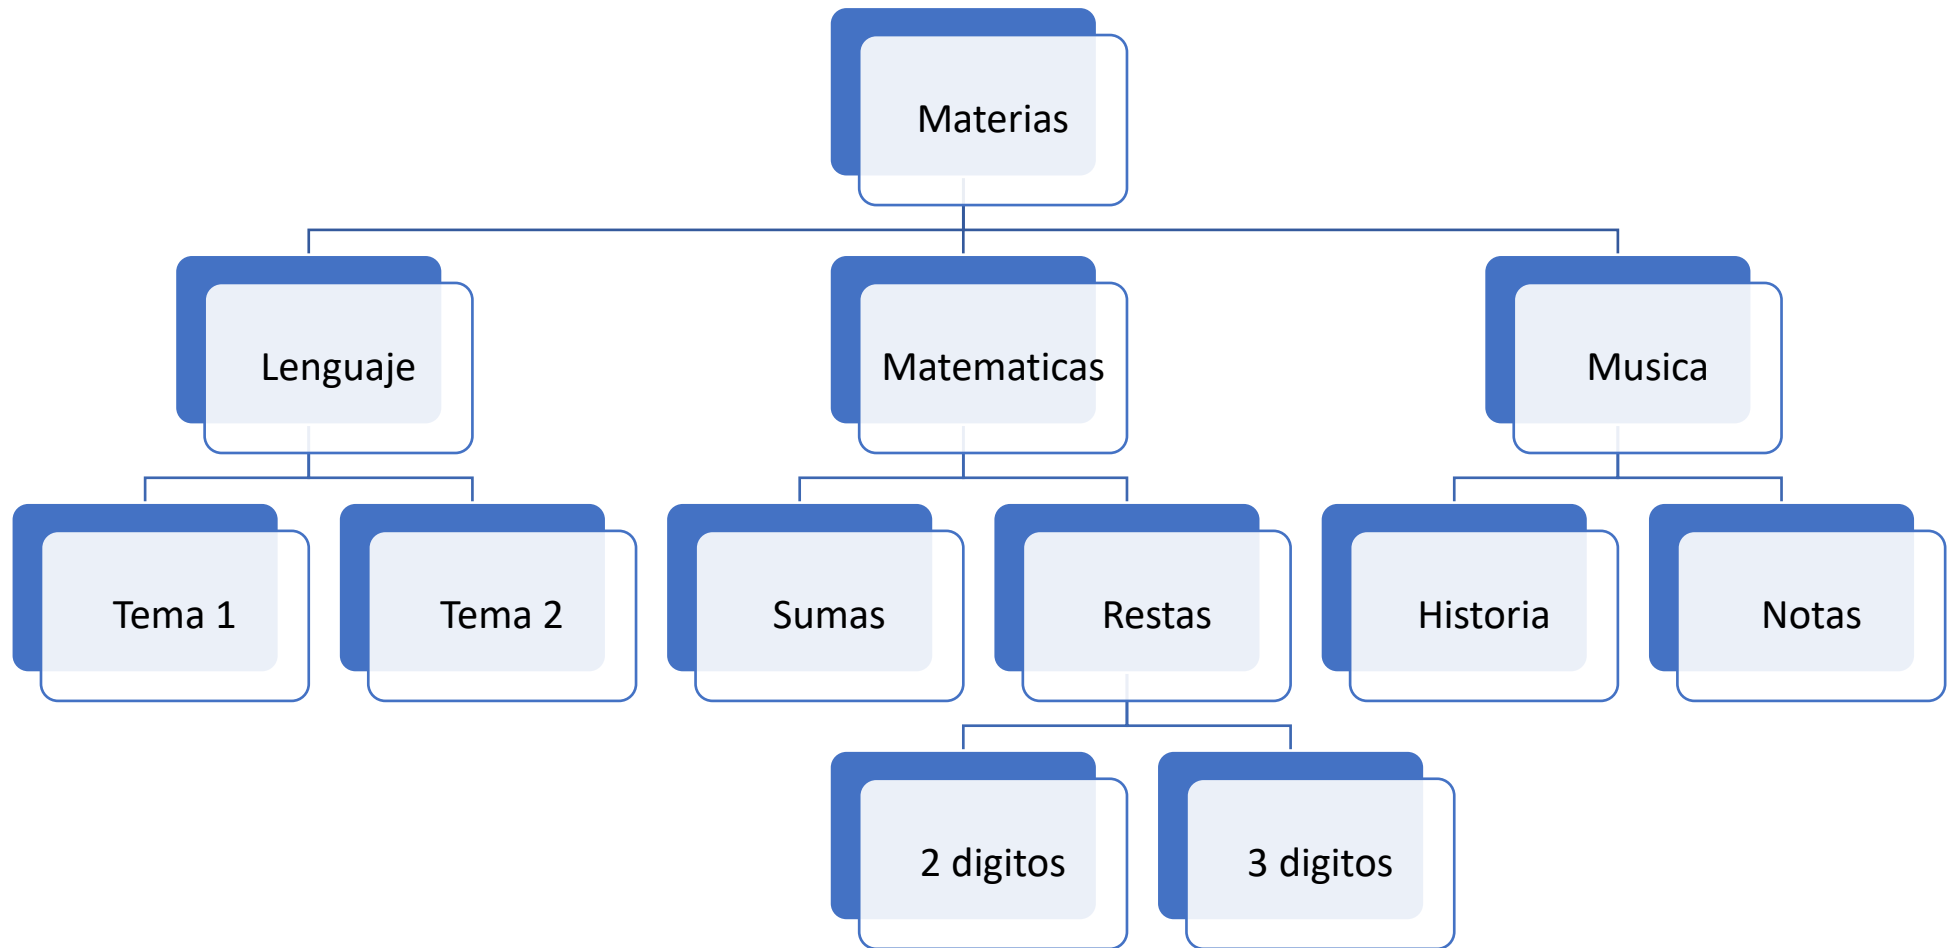 Materias
Lenguaje
Matematicas
Musica
Tema 1
Tema 2
Sumas
Restas
Historia
Notas
2 digitos
3 digitos